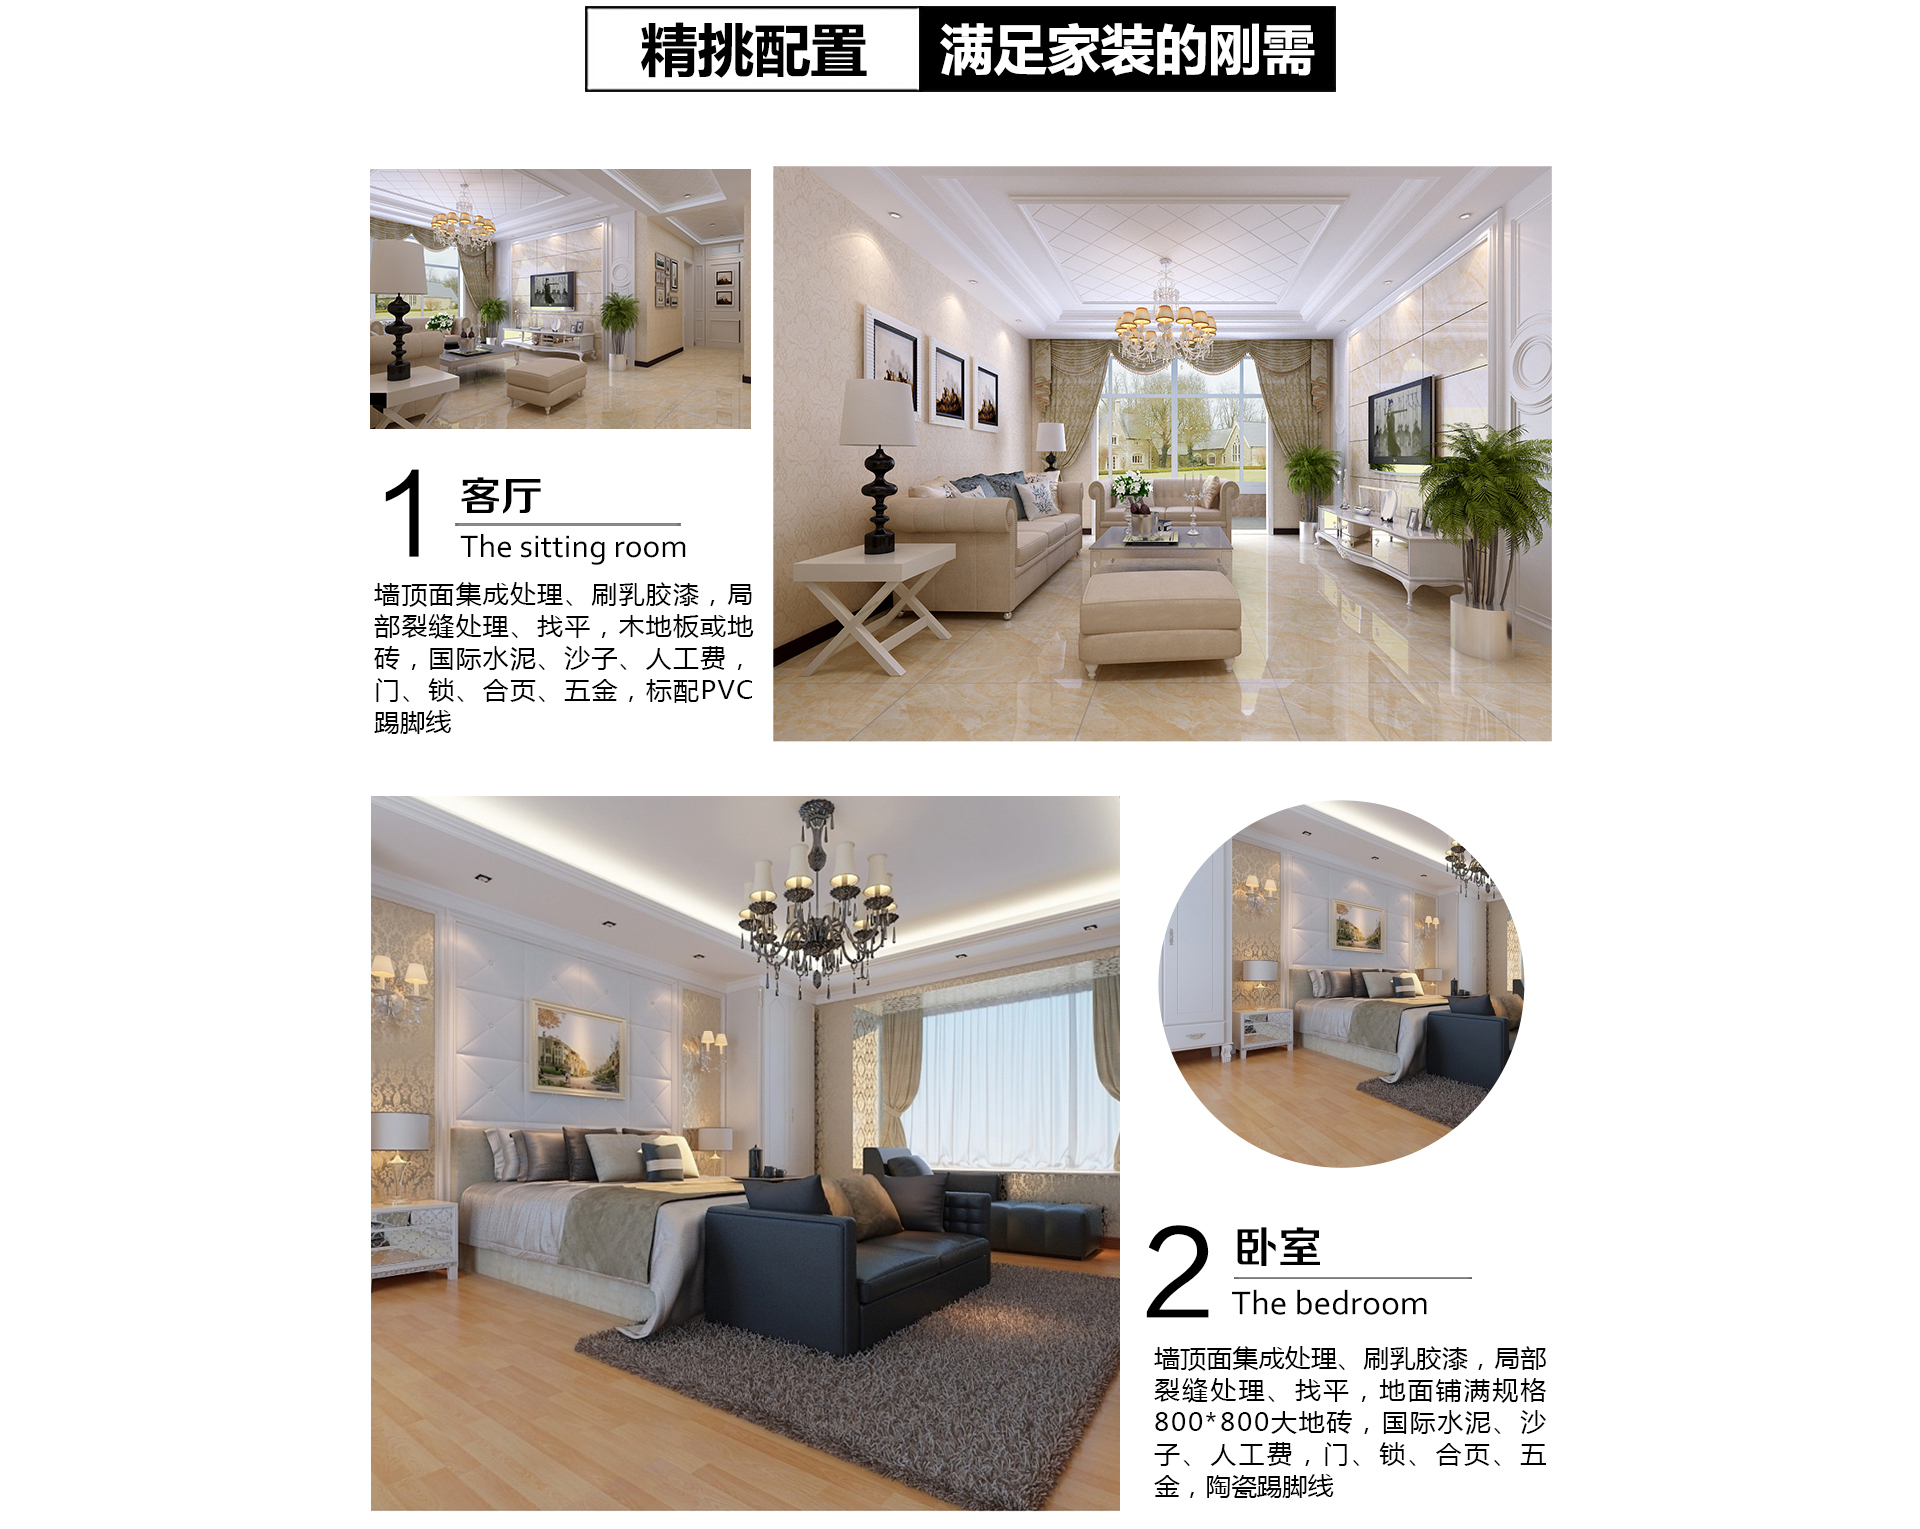 精挑配置 满足家装的刚需
1 客厅
The sitting room
墙顶面集成处理、刷乳胶漆，局
部裂缝处理、找平，木地板或地
砖，国际水泥、沙子、人工费，
门、锁、合页、五金，标配PVC
踢脚线
2 卧室
The bedroom
墙顶面集成处理、刷乳胶漆，局部
裂缝处理、找平，地面铺满规格
800*800大地砖，国际水泥、沙
子、人工费，门、锁、合页、五
金，陶瓷踢脚线